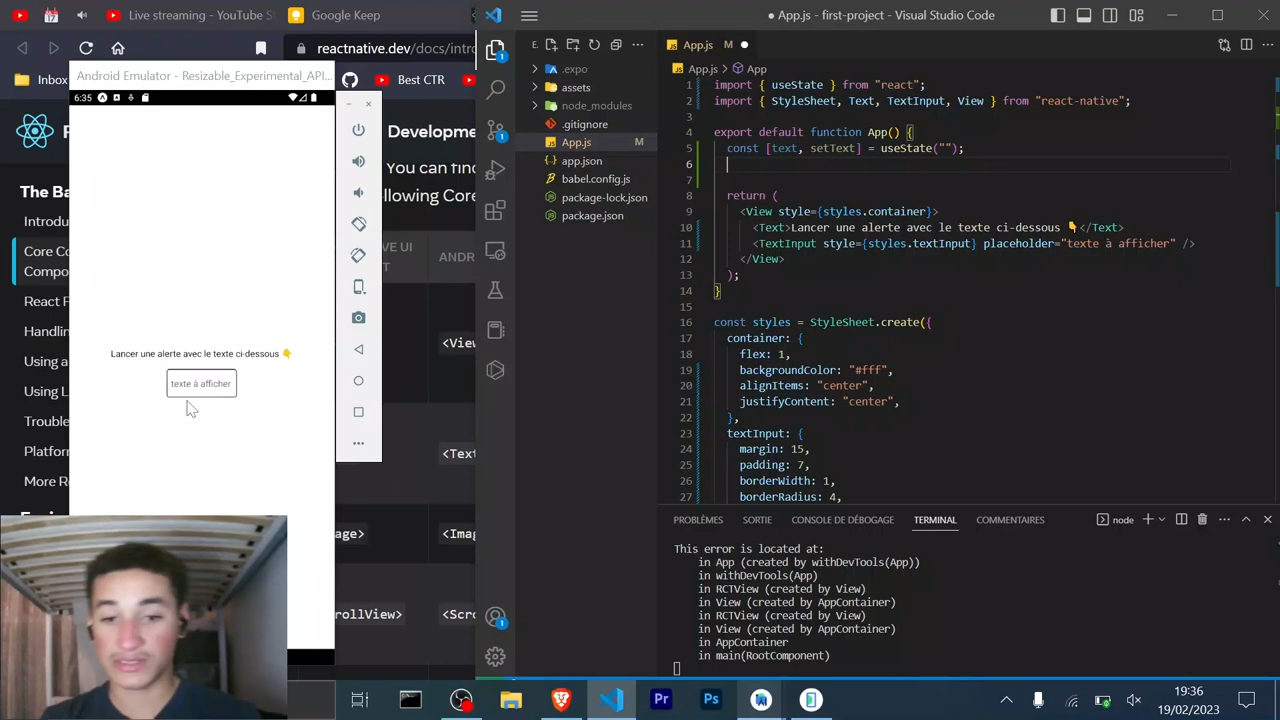 YouTube
Google Keep
reactnative.dev/docs/intro
Inbox
Best CTR
Developmen
ou can find
llowing Core
The Ba
Introdu
Core Co
Compo
React F
Handlin
Using a
Using L
Trouble
Platfor
More Re
VE UI
T
ANDR
<View
<Text
age>
<Imag
rollView>
<Scro
Android Emulator - Resizable_Experimental_API...
6:35
Lancer une alerte avec le texte ci-dessous 👇
texte à afficher
● App.js - first-project - Visual Studio Code
E.
.expo
assets
node_modules
.gitignore
App.js M
app.json
babel.config.js
package-lock.json
package.json
App.js ●
App.js > App
1 import { useState } from "react";
2 import { StyleSheet, Text, TextInput, View } from "react-native";
3
4 export default function App() {
5 const [text, setText] = useState("");
6
7
8 return (
9 <View style={styles.container}>
10 <Text>Lancer une alerte avec le texte ci-dessous 👇</Text>
11 <TextInput style={styles.textInput} placeholder="texte à afficher" />
12 </View>
13 );
14 }
15
16 const styles = StyleSheet.create({
17 container: {
18 flex: 1,
19 backgroundColor: "#fff",
20 alignItems: "center",
21 justifyContent: "center",
22 },
23 textInput: {
24 margin: 15,
25 padding: 7,
26 borderWidth: 1,
27 borderRadius: 4,
PROBLÈMES SORTIE CONSOLE DE DÉBOGAGE TERMINAL COMMENTAIRES
node
This error is located at:
in App (created by withDevTools(App))
in withDevTools(App)
in RCTView (created by View)
in View (created by AppContainer)
in RCTView (created by View)
in View (created by AppContainer)
in AppContainer
in main(RootComponent)
Pr
Ps
19:36
19/02/2023